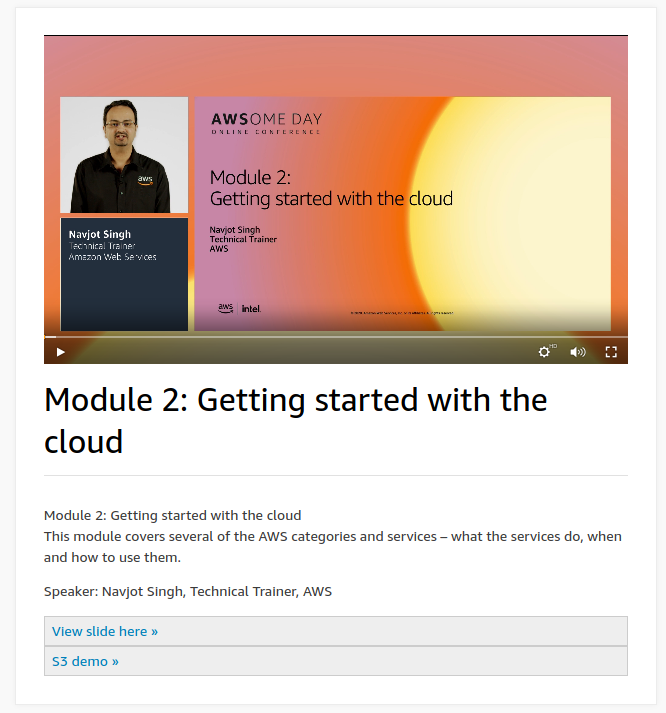 AWSOME DAY
ONLINE CONFERENCE
Module 2:
Getting started with the cloud
Navjot Singh
Technical Trainer
AWS
aws
Navjot Singh
Technical Trainer
Amazon Web Services
aws intel.
HD
Module 2: Getting started with the
cloud
Module 2: Getting started with the cloud
This module covers several of the AWS categories and services – what the services do, when
and how to use them.
Speaker: Navjot Singh, Technical Trainer, AWS
View slide here »
S3 demo »